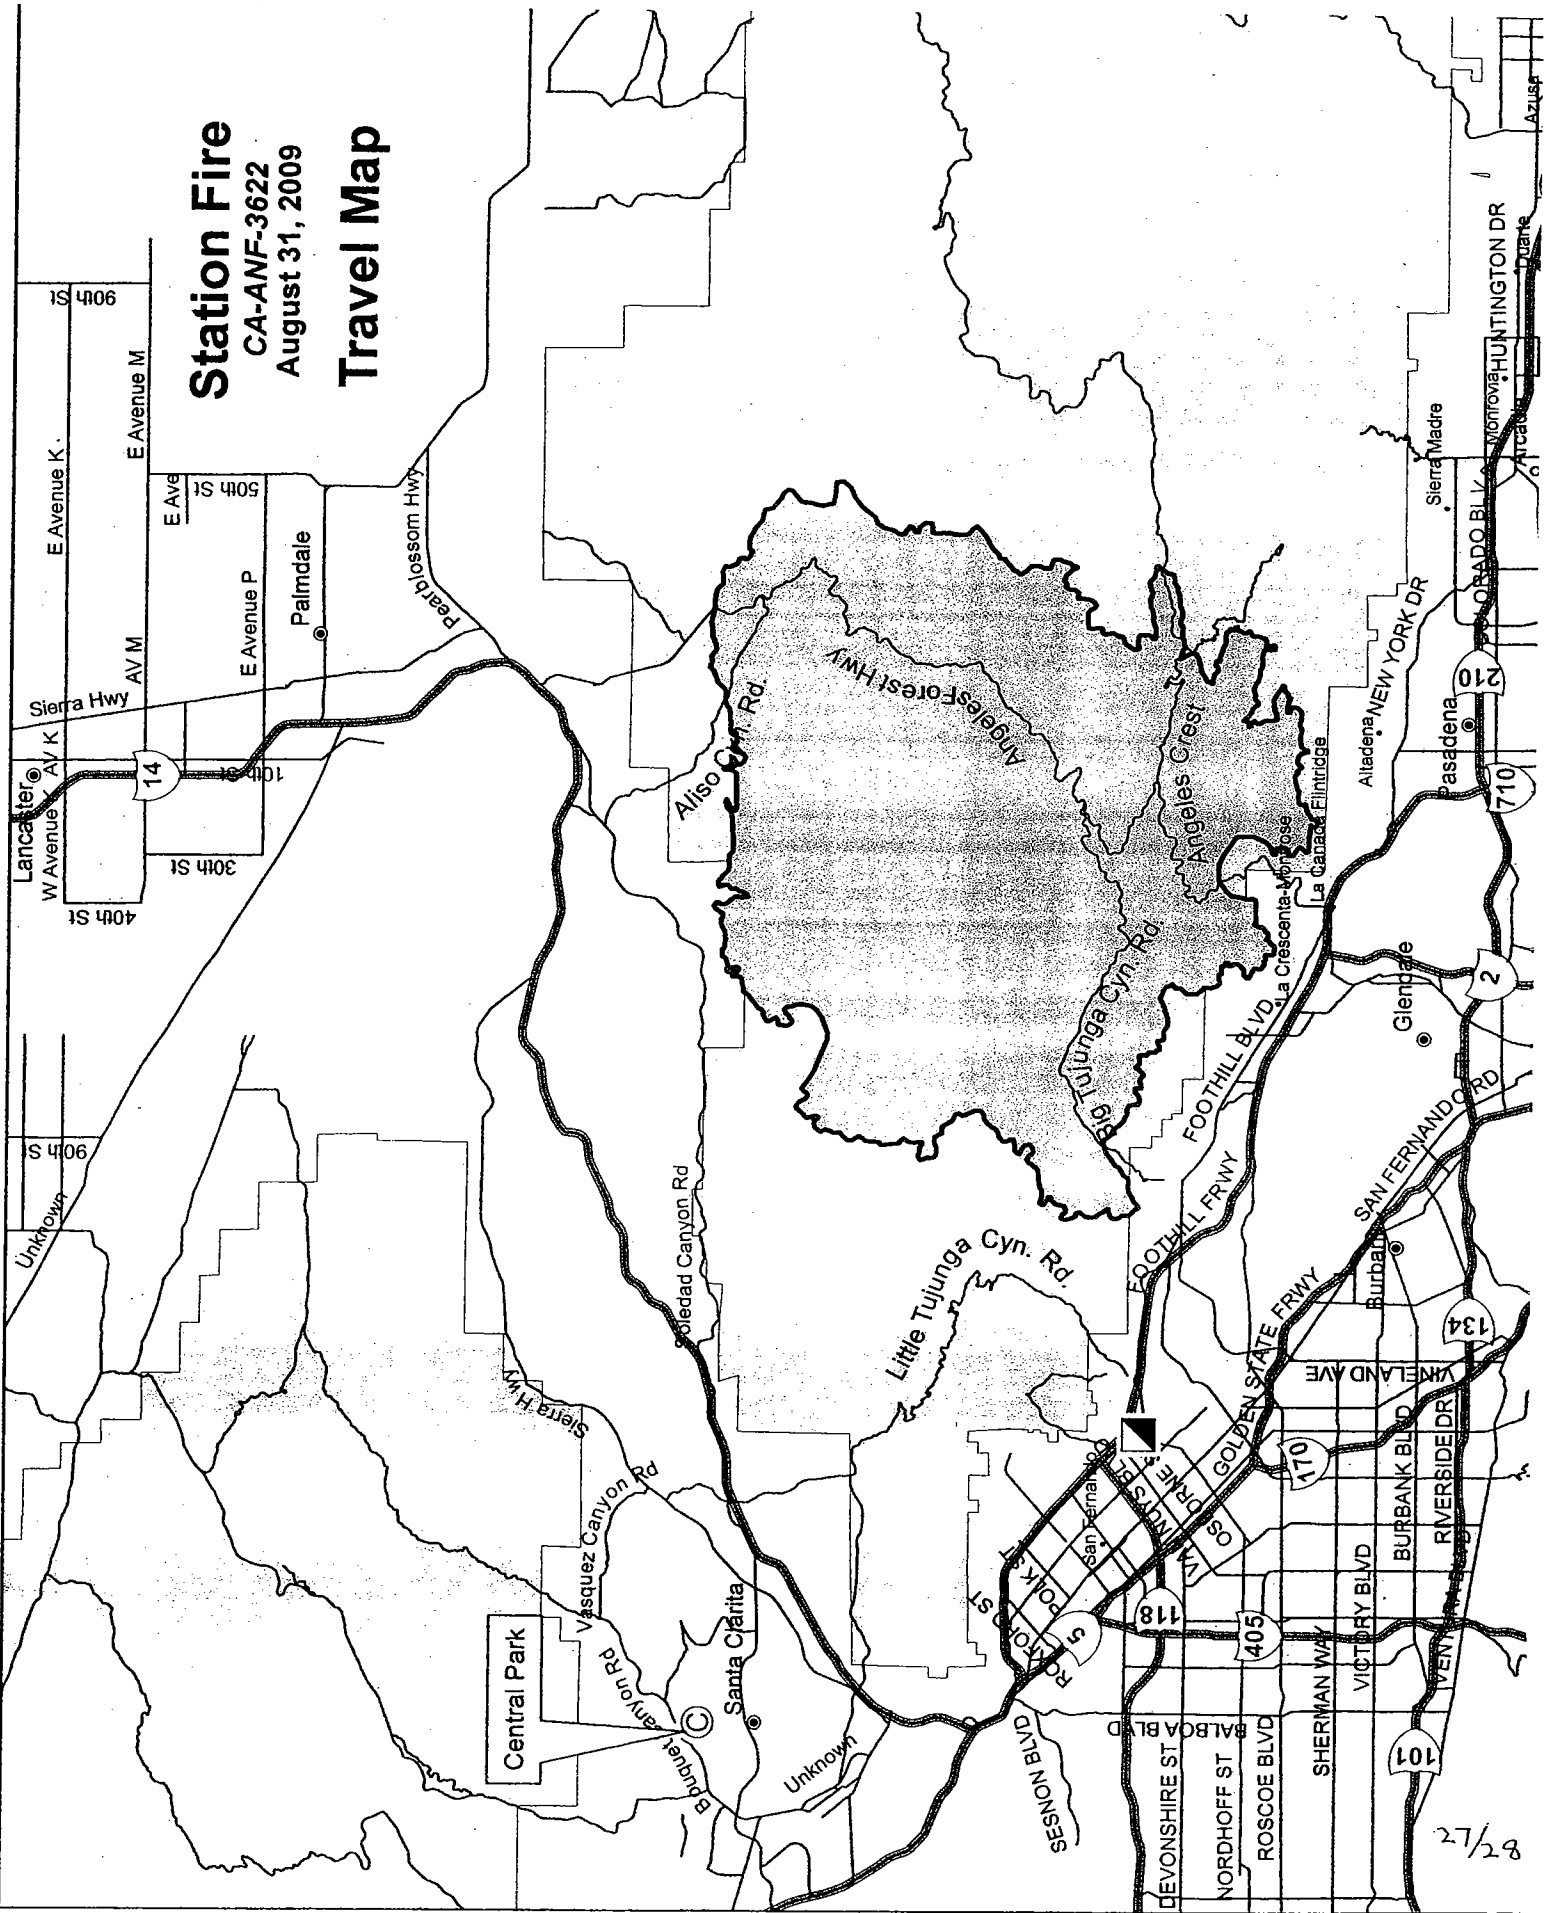 Station Fire
CA-ANF-3622
August 31, 2009
Travel Map
Lancaster
W Avenue K
AV K
E Avenue K
90th St
E Avenue M
AV M
Sierra Hwy
14
10th St
40th St
30th St
E Avenue P
E Ave
50th St
Palmdale
Pearblossom Hwy
90th St
Unknown
Aliso Cyn. Rd.
Angeles Forest Hwy
Angeles Crest
Big Tujunga Cyn. Rd.
Little Tujunga Cyn. Rd.
Soledad Canyon Rd
Sierra Hwy
Vasquez Canyon Rd
Bouquet Canyon Rd
Central Park
C
Santa Clarita
Unknown
SESNON BLVD
ROXFORD ST
POLK ST
San Fernando
VAN NUYS BL
OSBORNE
5
118
405
170
101
134
2
710
210
GOLDEN STATE FRWY
FOOTHILL FRWY
FOOTHILL BLVD
SAN FERNANDO RD
La Crescenta-Montrose
La Canada Flintridge
Altadena
NEW YORK DR
Pasadena
Glendale
Burbank
Sierra Madre
COLORADO BLV
Monrovia
HUNTINGTON DR
Arcadia
Duarte
Azusa
BALBOA BLVD
DEVONSHIRE ST
NORDHOFF ST
ROSCOE BLVD
SHERMAN WAY
VICTORY BLVD
BURBANK BLVD
RIVERSIDE DR
VINELAND AVE
27/28